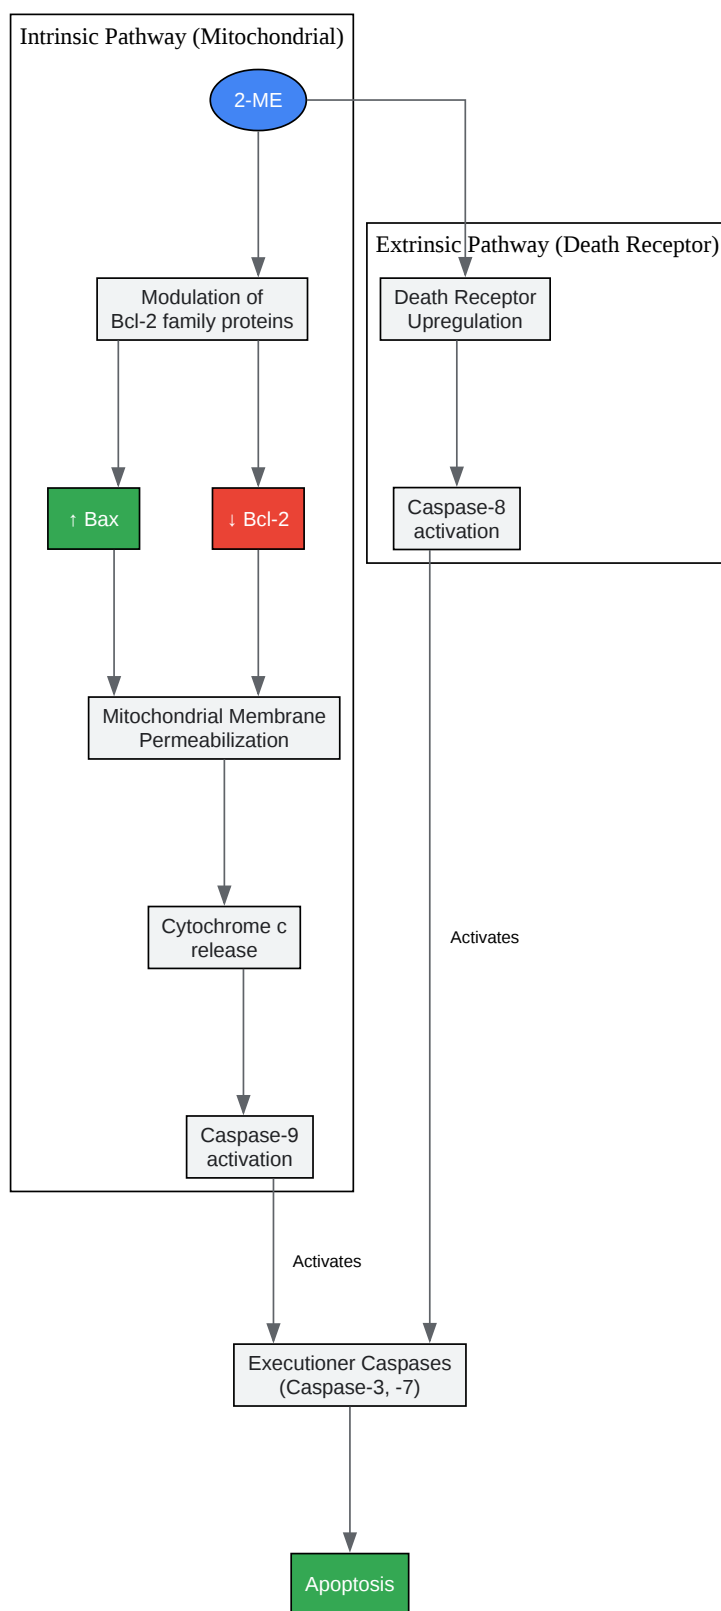 Intrinsic Pathway (Mitochondrial)
2-ME
Extrinsic Pathway (Death Receptor)
Modulation of
Bcl-2 family proteins
Death Receptor
Upregulation
↑ Bax
↓ Bcl-2
Caspase-8
activation
Mitochondrial Membrane
Permeabilization
Cytochrome c
release
Activates
Caspase-9
activation
Activates
Executioner Caspases
(Caspase-3, -7)
Apoptosis